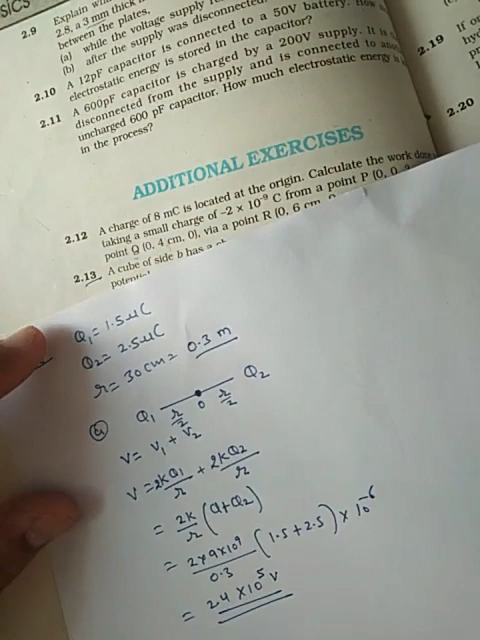 SICS
2.9 Explain
2.8, a 3 mm thick
between the plates.
(a) while the voltage supply
(b) after the supply was disconnected.
2.10 A 12pF capacitor is connected to a 50V battery. How
electrostatic energy is stored in the capacitor?
2.11 A 600pF capacitor is charged by a 200V supply. It is
disconnected from the supply and is connected to
uncharged 600 pF capacitor. How much electrostatic energy is
in the process?
2.19 If
2.20
ADDITIONAL EXERCISES
2.12 A charge of 8 mC is located at the origin. Calculate the work done
taking a small charge of –2 × 10⁻⁹ C from a point P (0, 0,
point Q (0, 4 cm, 0), via a point R (0, 6 cm,
2.13 A cube of side b has a
Q₁ = 1.5 μC
Q₂ = 2.5 μC
r = 30 cm = 0.3 m
(a) Q₁ r/2 0 r/2 Q₂
V = V₁ + V₂
V = 2KQ₁/r + 2KQ₂/r
= 2K/r (Q+Q₂)
= 2×9×10⁹/0.3 (1.5+2.5) × 10⁻⁶
= 2.4 × 10⁵ V